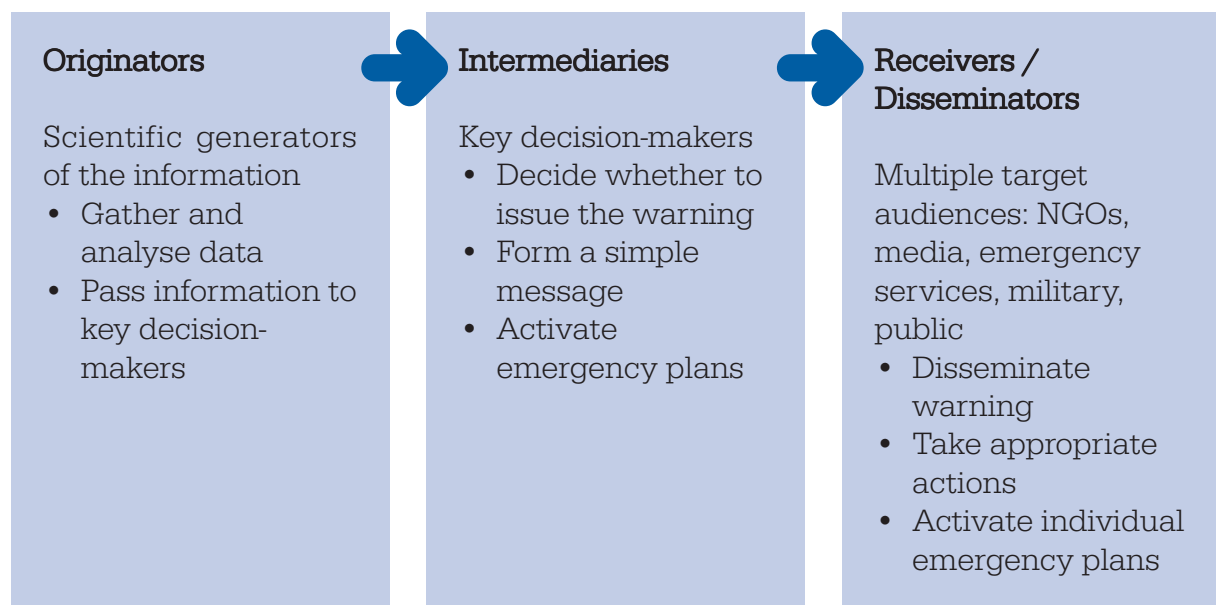 Originators
Scientific generators
of the information
• Gather and
analyse data
• Pass information to
key decision-
makers
Intermediaries
Key decision-makers
• Decide whether to
issue the warning
• Form a simple
message
• Activate
emergency plans
Receivers /
Disseminators
Multiple target
audiences: NGOs,
media, emergency
services, military,
public
• Disseminate
warning
• Take appropriate
actions
• Activate individual
emergency plans